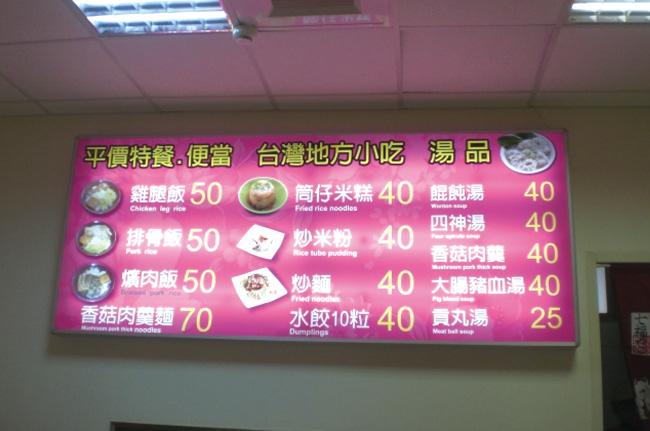 平價特餐.便當
雞腿飯 50
Chicken leg rice
排骨飯 50
Pork rice
爌肉飯 50
Braised pork rice
香菇肉羹麵 70
Mushroom pork thick noodles
台灣地方小吃
筒仔米糕 40
Fried rice noodles
炒米粉 40
Rice tube pudding
炒麵 40
Fried noodles
水餃10粒 40
Dumplings
湯品
餛飩湯 40
Wonton soup
四神湯 40
Four spirits soup
香菇肉羹 40
Mushroom pork thick soup
大腸豬血湯 40
Pig blood soup
貢丸湯 25
Meat ball soup